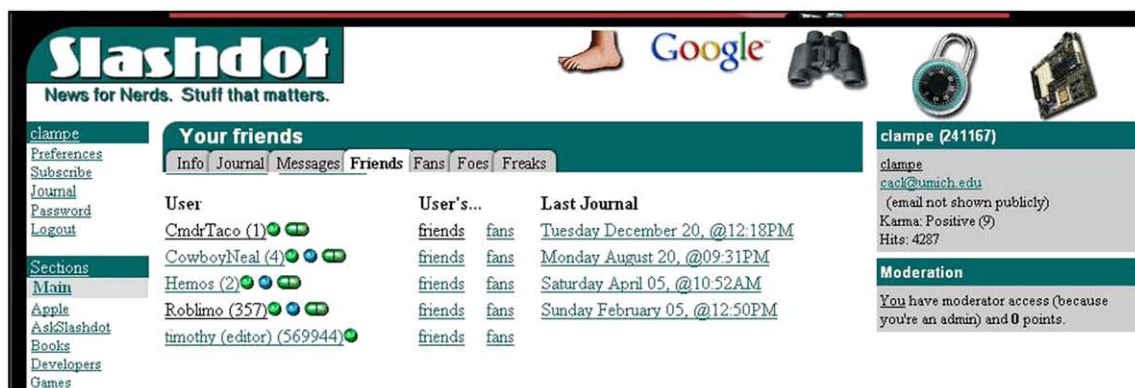 Slashdot
News for Nerds. Stuff that matters.
Google
clampe
Preferences
Subscribe
Journal
Password
Logout
Sections
Main
Apple
AskSlashdot
Books
Developers
Games
Your friends
Info Journal Messages Friends Fans Foes Freaks
User User's... Last Journal
CmdrTaco (1) friends fans Tuesday December 20, @12:18PM
CowboyNeal (4) friends fans Monday August 20, @09:31PM
Hemos (2) friends fans Saturday April 05, @10:52AM
Roblimo (357) friends fans Sunday February 05, @12:50PM
timothy (editor) (569944) friends fans
clampe (241167)
clampe
cacl@umich.edu
(email not shown publicly)
Karma: Positive (9)
Hits: 4287
Moderation
You have moderator access (because
you're an admin) and 0 points.